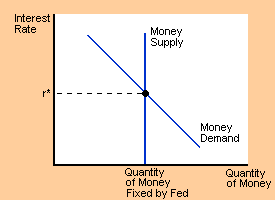 Interest
Rate
Money
Supply
r*
Money
Demand
Quantity
of Money
Fixed by Fed
Quantity
of Money